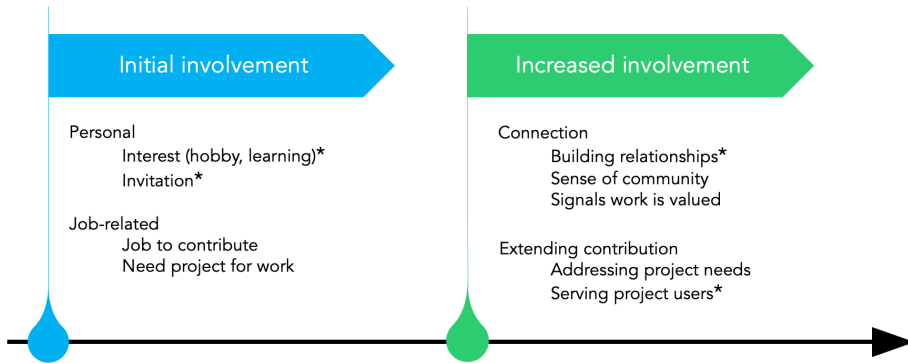 Initial involvement
Personal
Interest (hobby, learning)*
Invitation*
Job-related
Job to contribute
Need project for work
Increased involvement
Connection
Building relationships*
Sense of community
Signals work is valued
Extending contribution
Addressing project needs
Serving project users*